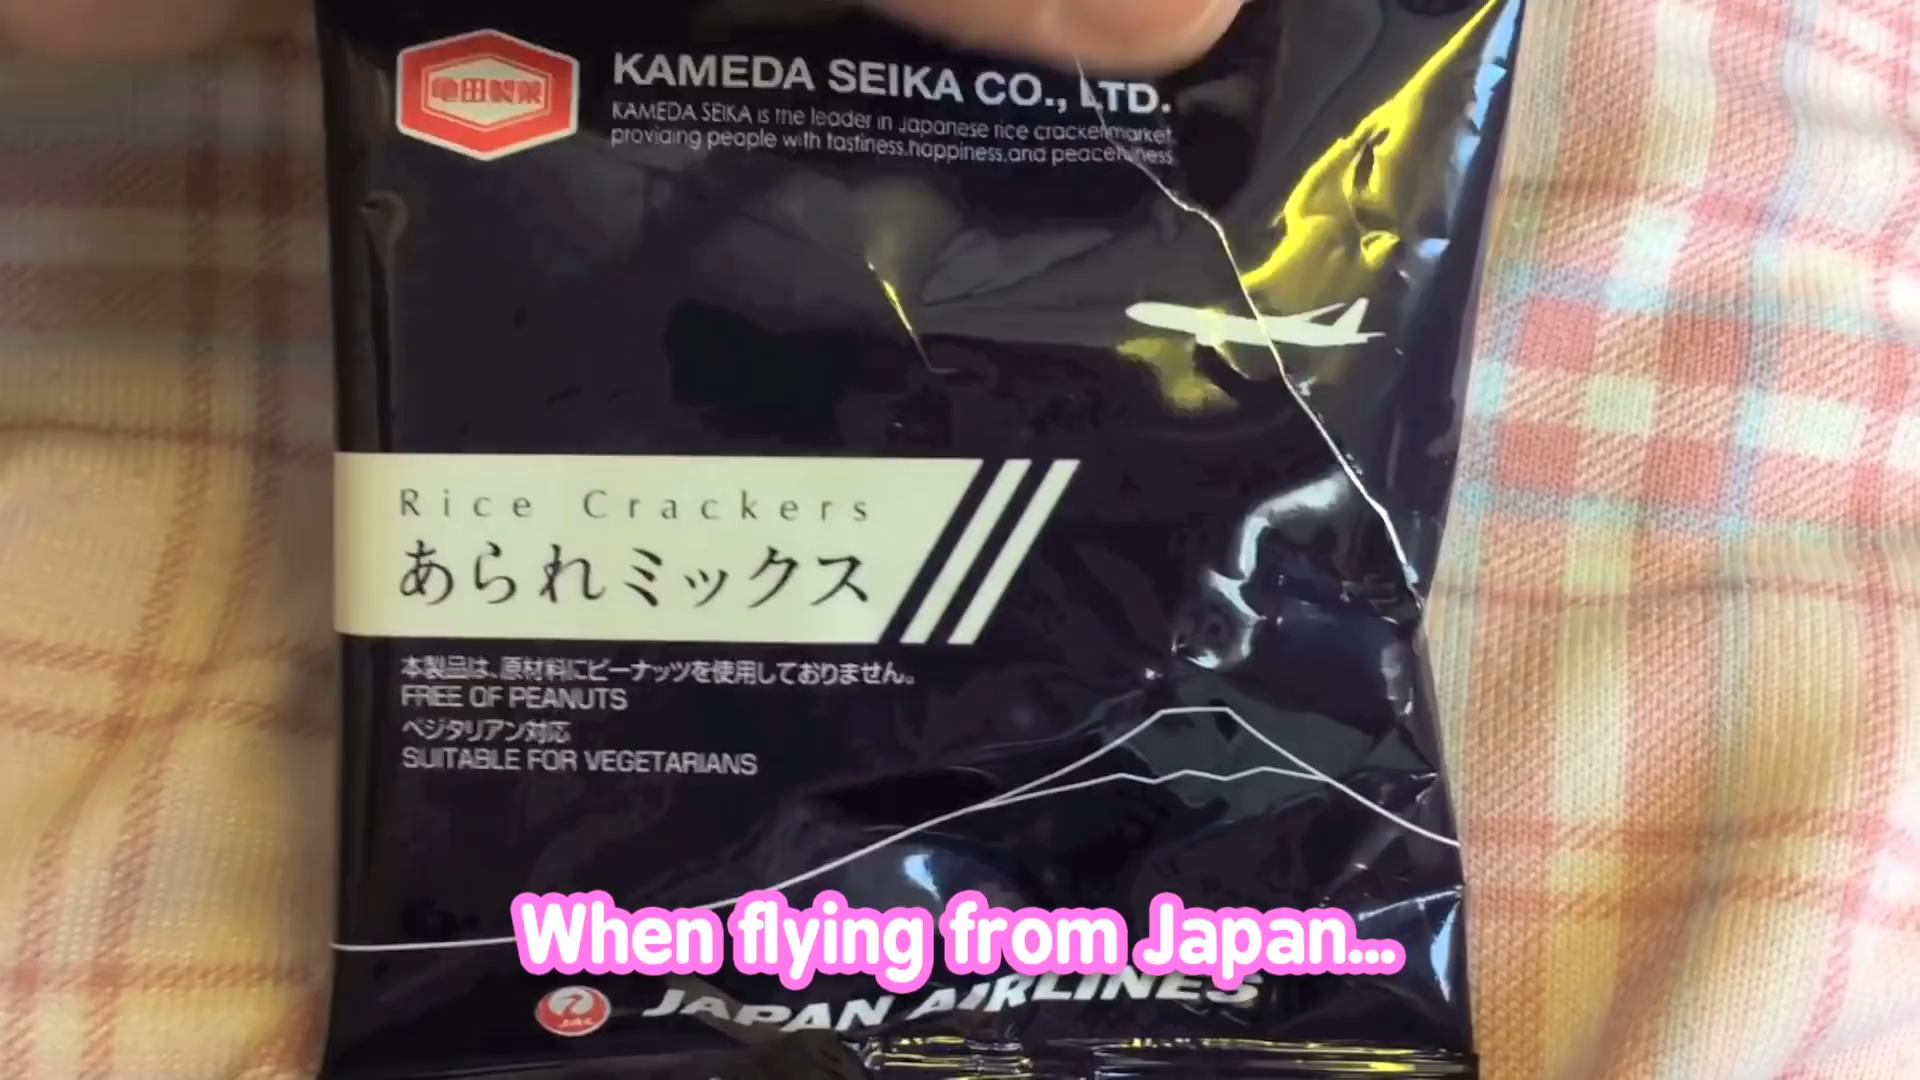 亀田製菓
KAMEDA SEIKA CO., LTD.
KAMEDA SEIKA is the leader in Japanese rice cracker market,
providing people with tastiness,happiness,and peacefulness
Rice Crackers
あられミックス
本製品は、原材料にピーナッツを使用しておりません。
FREE OF PEANUTS
ベジタリアン対応
SUITABLE FOR VEGETARIANS
When flying from Japan...
JAL
JAPAN AIRLINES